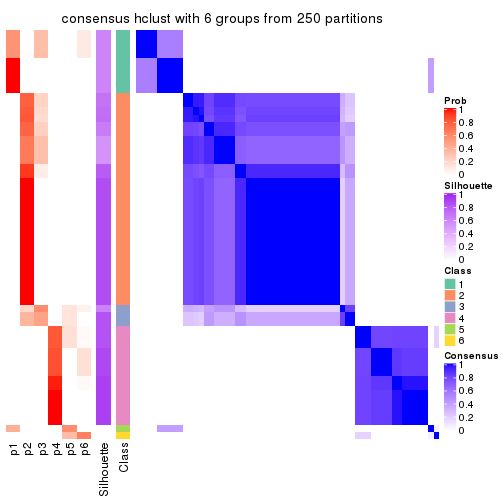 consensus hclust with 6 groups from 250 partitions
Prob
1
0.8
0.6
0.4
0.2
0
Silhouette
1
0.8
0.6
0.4
0.2
0
Class
1
2
3
4
5
6
Consensus
1
0.8
0.6
0.4
0.2
0
p1
p2
p3
p4
p5
p6
Silhouette
Class